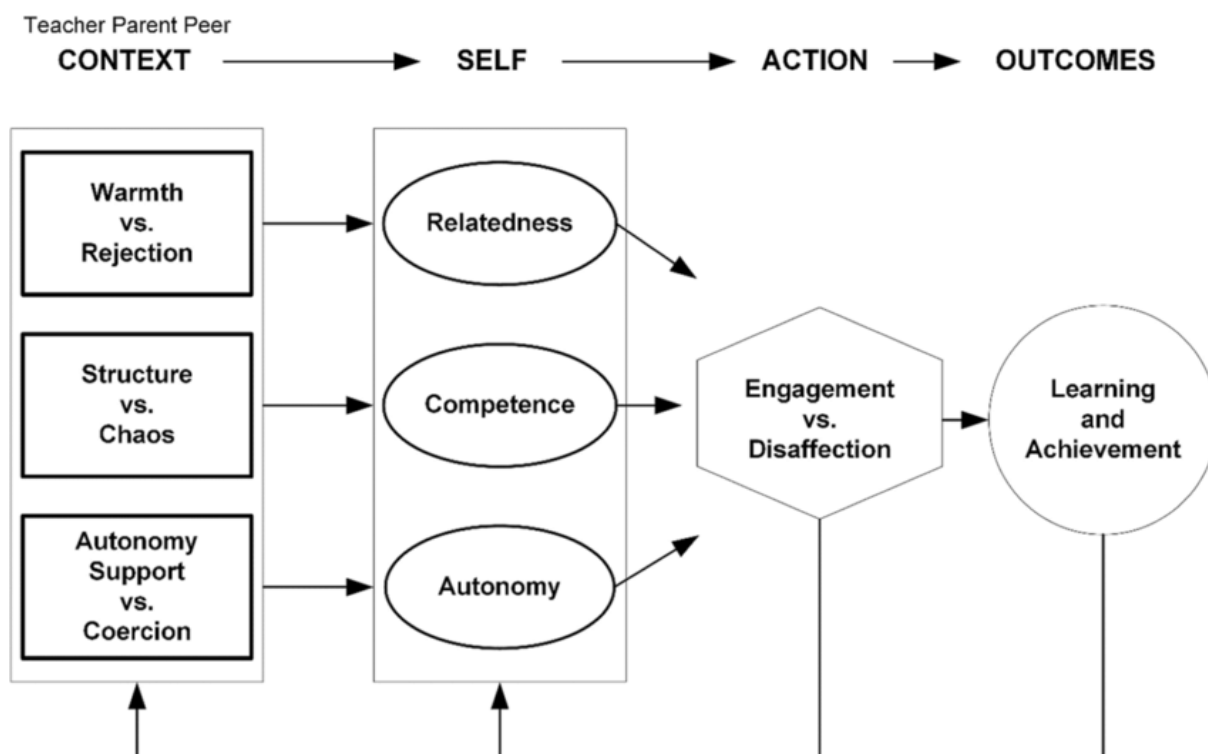 Teacher Parent Peer
CONTEXT SELF ACTION OUTCOMES
Warmth
vs.
Rejection
Relatedness
Structure
vs.
Chaos
Competence
Engagement
vs.
Disaffection
Learning
and
Achievement
Autonomy
Support
vs.
Coercion
Autonomy